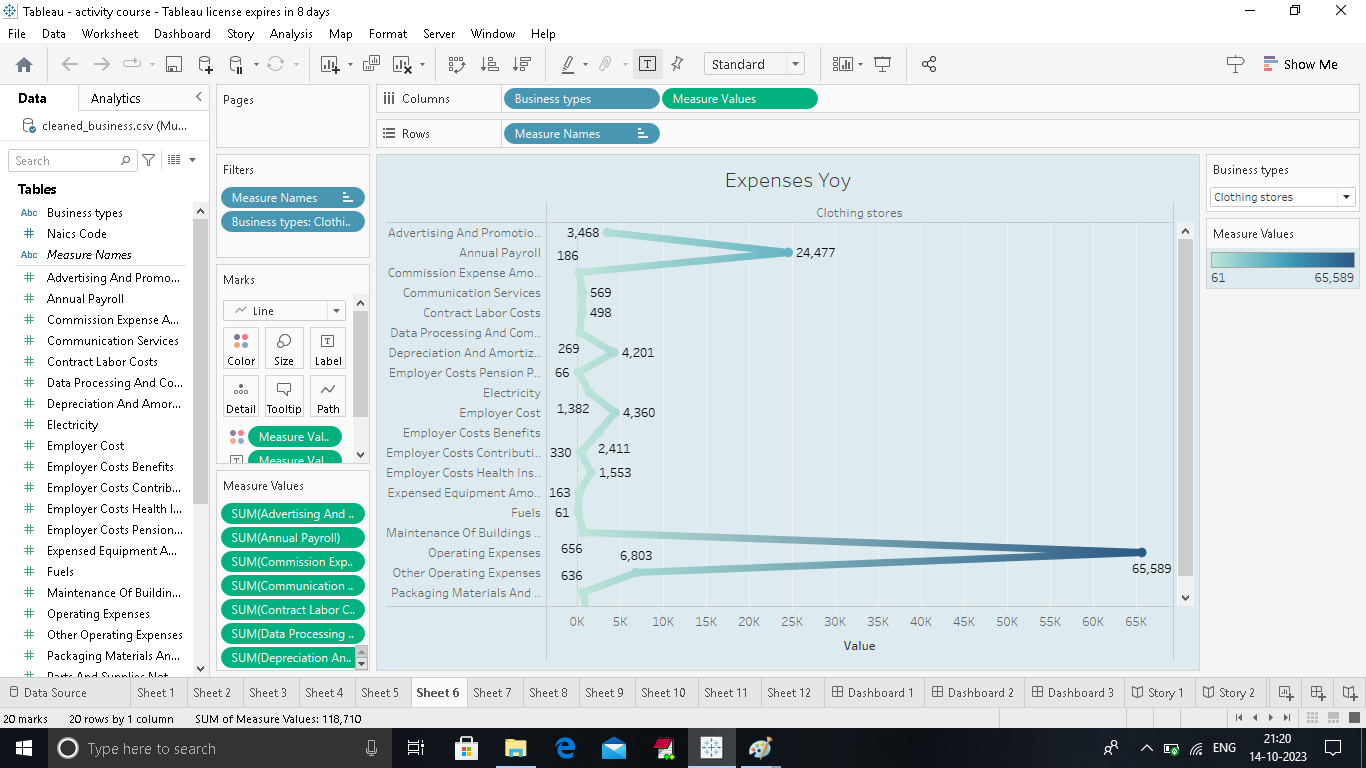 Tableau - activity course - Tableau license expires in 8 days
File Data Worksheet Dashboard Story Analysis Map Format Server Window Help
Standard
Show Me
Data Analytics
cleaned_business.csv (Mu...
Search
Tables
Abc Business types
# Naics Code
Abc Measure Names
# Advertising And Promo...
# Annual Payroll
# Commission Expense A...
# Communication Services
# Contract Labor Costs
# Data Processing And Co...
# Depreciation And Amor...
# Electricity
# Employer Cost
# Employer Costs Benefits
# Employer Costs Contrib...
# Employer Costs Health I...
# Employer Costs Pension...
# Expensed Equipment A...
# Fuels
# Maintenance Of Buildin...
# Operating Expenses
# Other Operating Expenses
# Packaging Materials An...
Pages
Filters
Measure Names
Business types: Clothi..
Marks
Line
Color Size Label
Detail Tooltip Path
Measure Val..
Measure Val..
Measure Values
SUM(Advertising And ..
SUM(Annual Payroll)
SUM(Commission Exp..
SUM(Communication ..
SUM(Contract Labor C..
SUM(Data Processing ..
SUM(Depreciation An..
Columns Business types Measure Values
Rows Measure Names
Expenses Yoy
Clothing stores
Advertising And Promotio.. 3,468
Annual Payroll 24,477
186
Commission Expense Amo..
Communication Services 569
Contract Labor Costs 498
Data Processing And Com..
269
Depreciation And Amortiz.. 4,201
Employer Costs Pension P.. 66
Electricity
1,382
Employer Cost 4,360
Employer Costs Benefits
2,411
Employer Costs Contributi.. 330
Employer Costs Health Ins.. 1,553
Expensed Equipment Amo.. 163
Fuels 61
Maintenance Of Buildings ..
656
Operating Expenses
65,589
6,803
Other Operating Expenses
636
Packaging Materials And ..
0K 5K 10K 15K 20K 25K 30K 35K 40K 45K 50K 55K 60K 65K
Value
Business types
Clothing stores
Measure Values
61 65,589
Data Source Sheet 1 Sheet 2 Sheet 3 Sheet 4 Sheet 5 Sheet 6 Sheet 7 Sheet 8 Sheet 9 Sheet 10 Sheet 11 Sheet 12 Dashboard 1 Dashboard 2 Dashboard 3 Story 1 Story 2
20 marks 20 rows by 1 column SUM of Measure Values: 118,710
Type here to search
ENG
21:20
14-10-2023